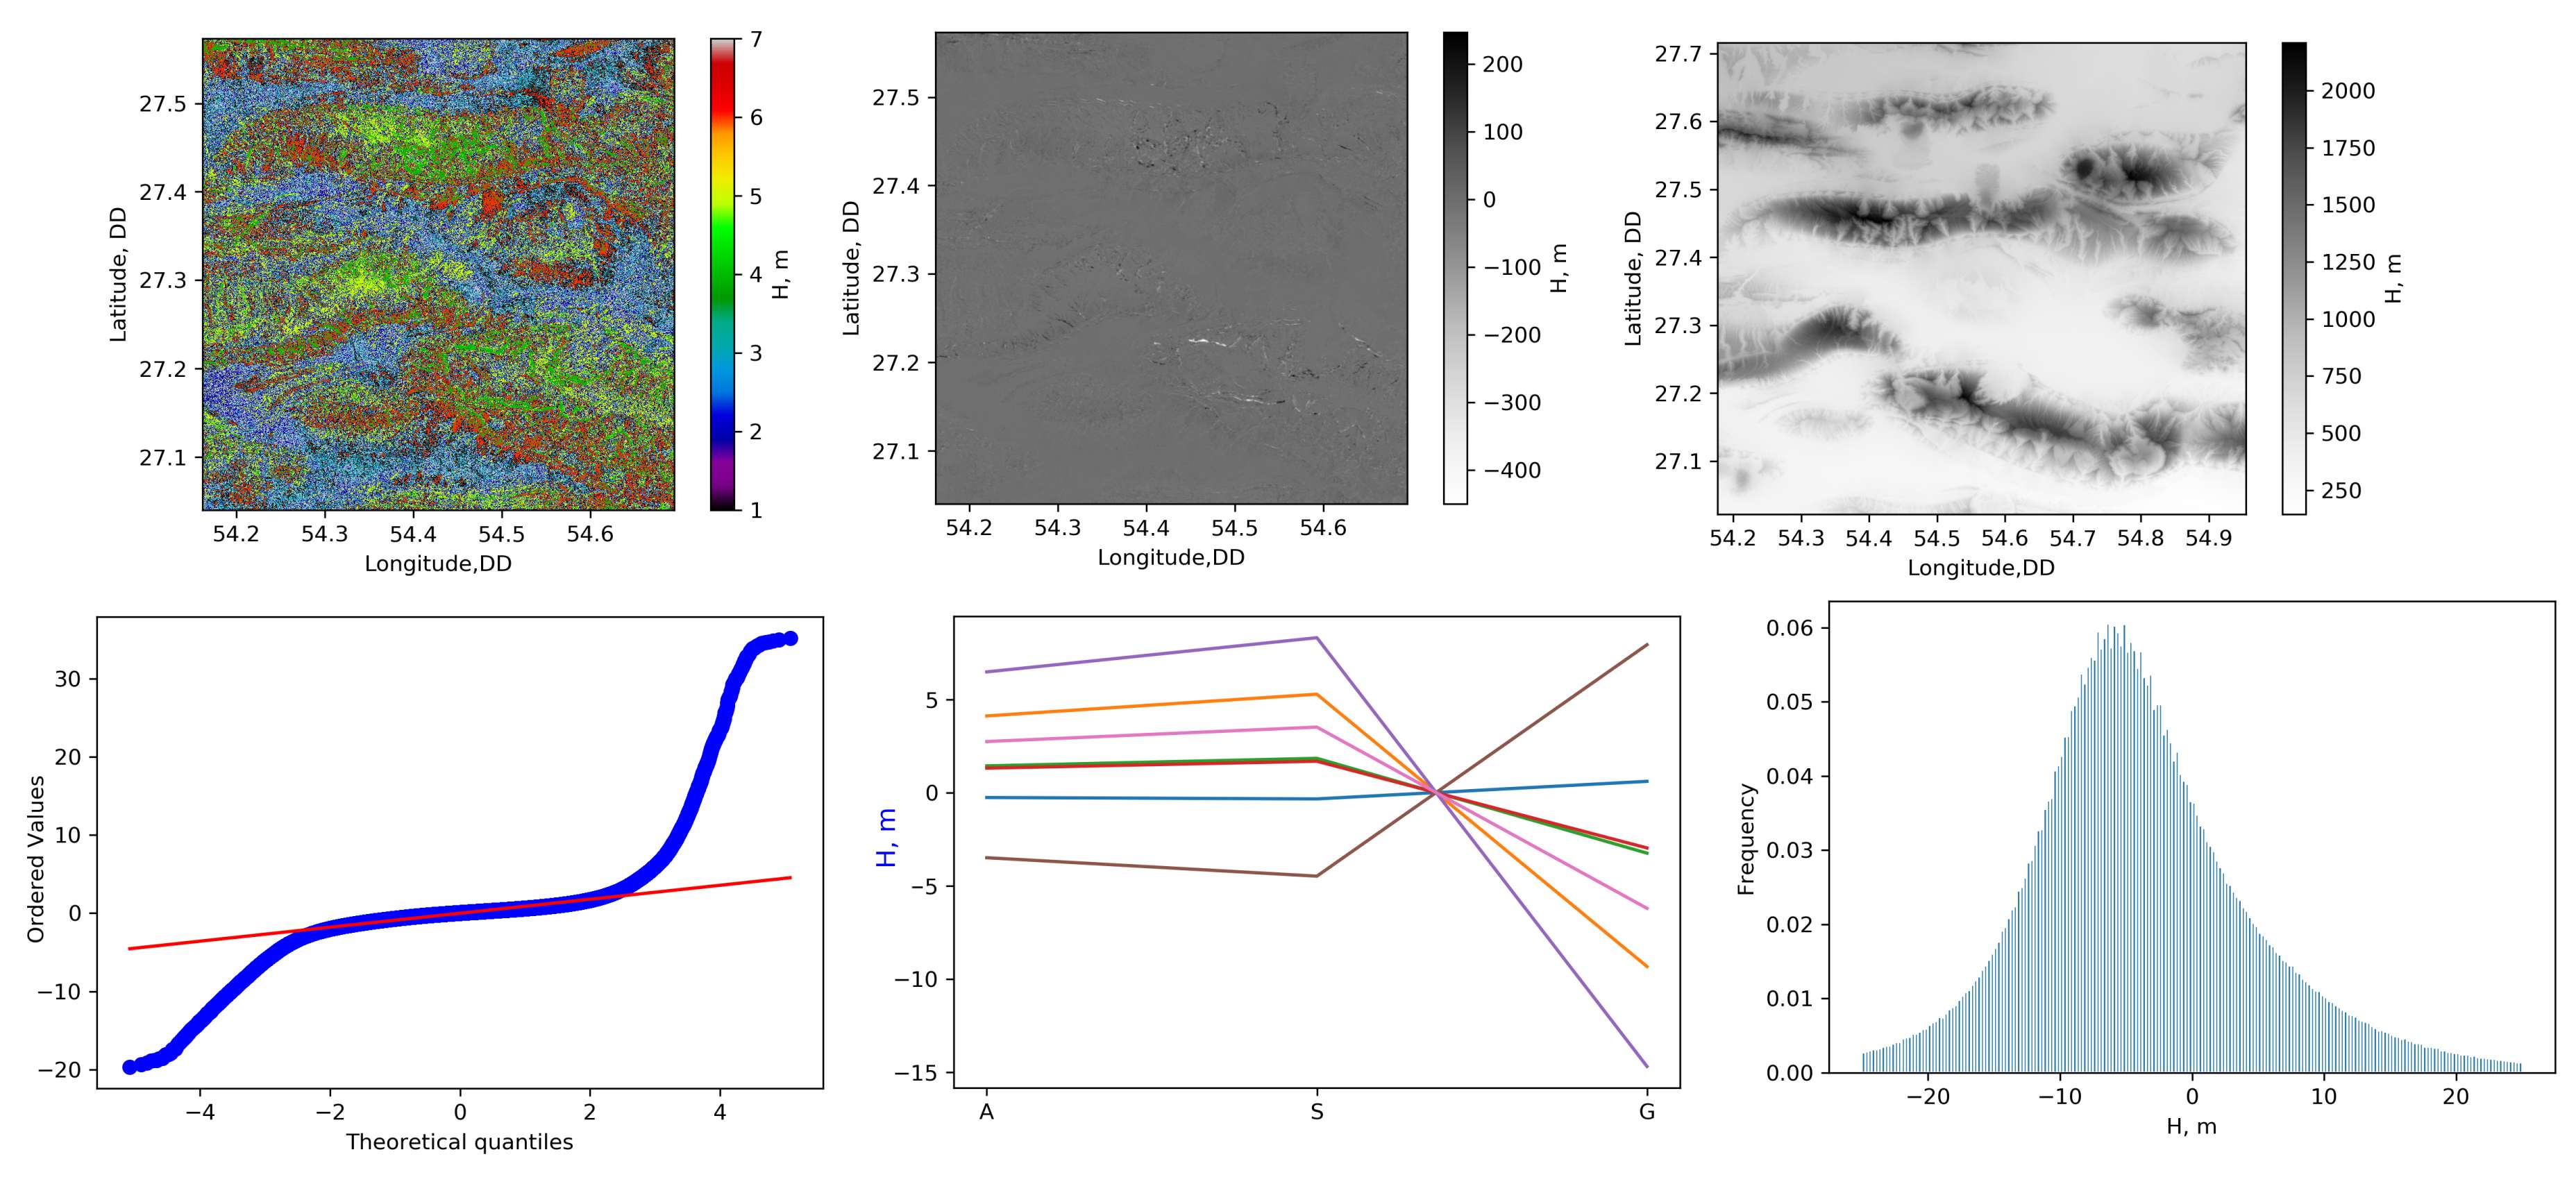 27.5
27.4
27.3
27.2
27.1
54.2 54.3 54.4 54.5 54.6
Latitude, DD
Longitude,DD
7
6
5
4
3
2
1
H, m
27.5
27.4
27.3
27.2
27.1
54.2 54.3 54.4 54.5 54.6
Latitude, DD
Longitude,DD
200
100
0
−100
−200
−300
−400
H, m
27.7
27.6
27.5
27.4
27.3
27.2
27.1
54.2 54.3 54.4 54.5 54.6 54.7 54.8 54.9
Latitude, DD
Longitude,DD
2000
1750
1500
1250
1000
750
500
250
H, m
30
20
10
0
−10
−20
−4 −2 0 2 4
Ordered Values
Theoretical quantiles
5
0
−5
−10
−15
A S G
H, m
0.06
0.05
0.04
0.03
0.02
0.01
0.00
−20 −10 0 10 20
Frequency
H, m